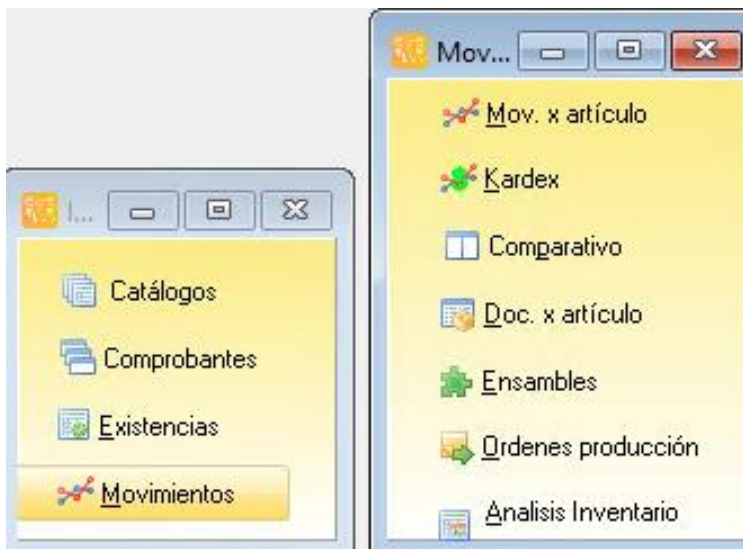 I...
Catálogos
Comprobantes
Existencias
Movimientos
Mov...
Mov. x artículo
Kardex
Comparativo
Doc. x artículo
Ensambles
Ordenes producción
Analisis Inventario